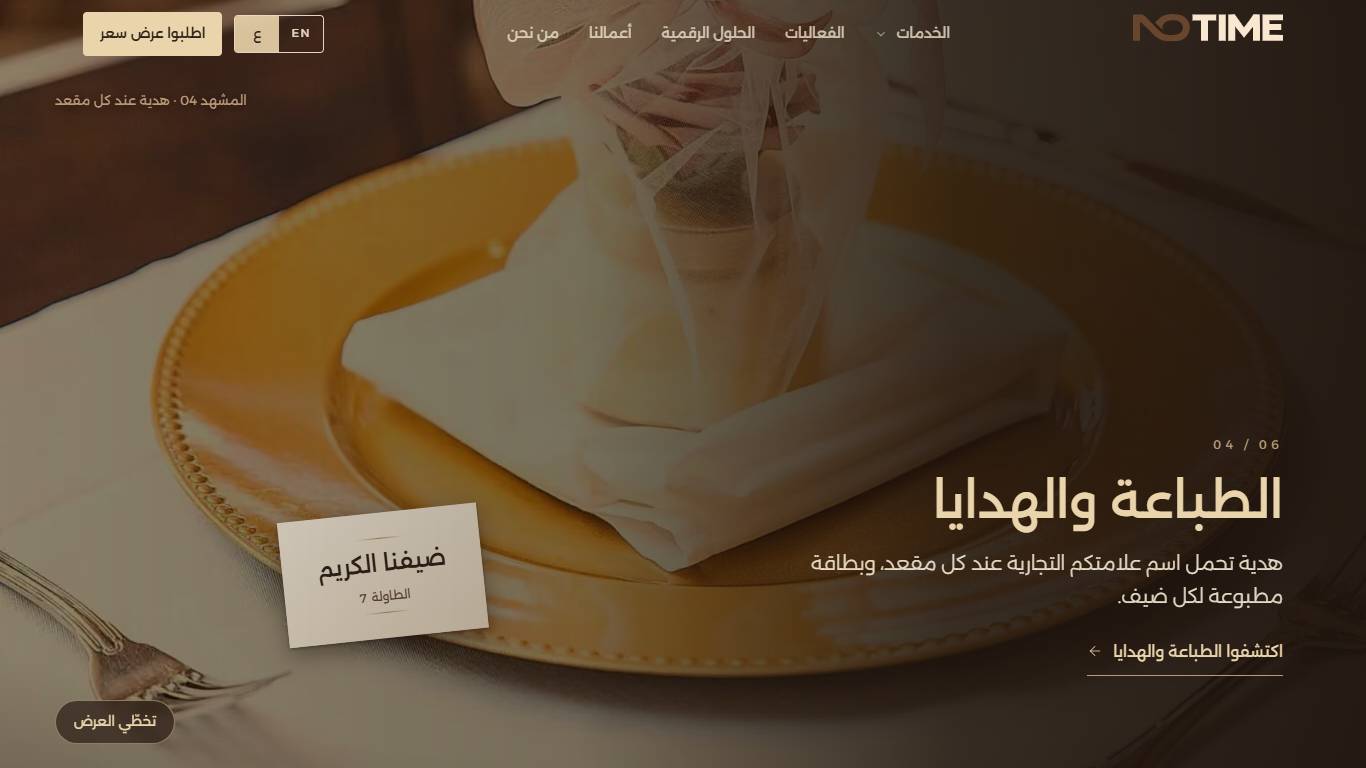 NOTIME
الخدمات
الفعاليات
الحلول الرقمية
أعمالنا
من نحن
EN
ع
اطلبوا عرض سعر
المشهد 04 · هدية عند كل مقعد
04 / 06
الطباعة والهدايا
هدية تحمل اسم علامتكم التجارية عند كل مقعد، وبطاقة
مطبوعة لكل ضيف.
اكتشفوا الطباعة والهدايا ←
ضيفنا الكريم
الطاولة 7
تخطّي العرض